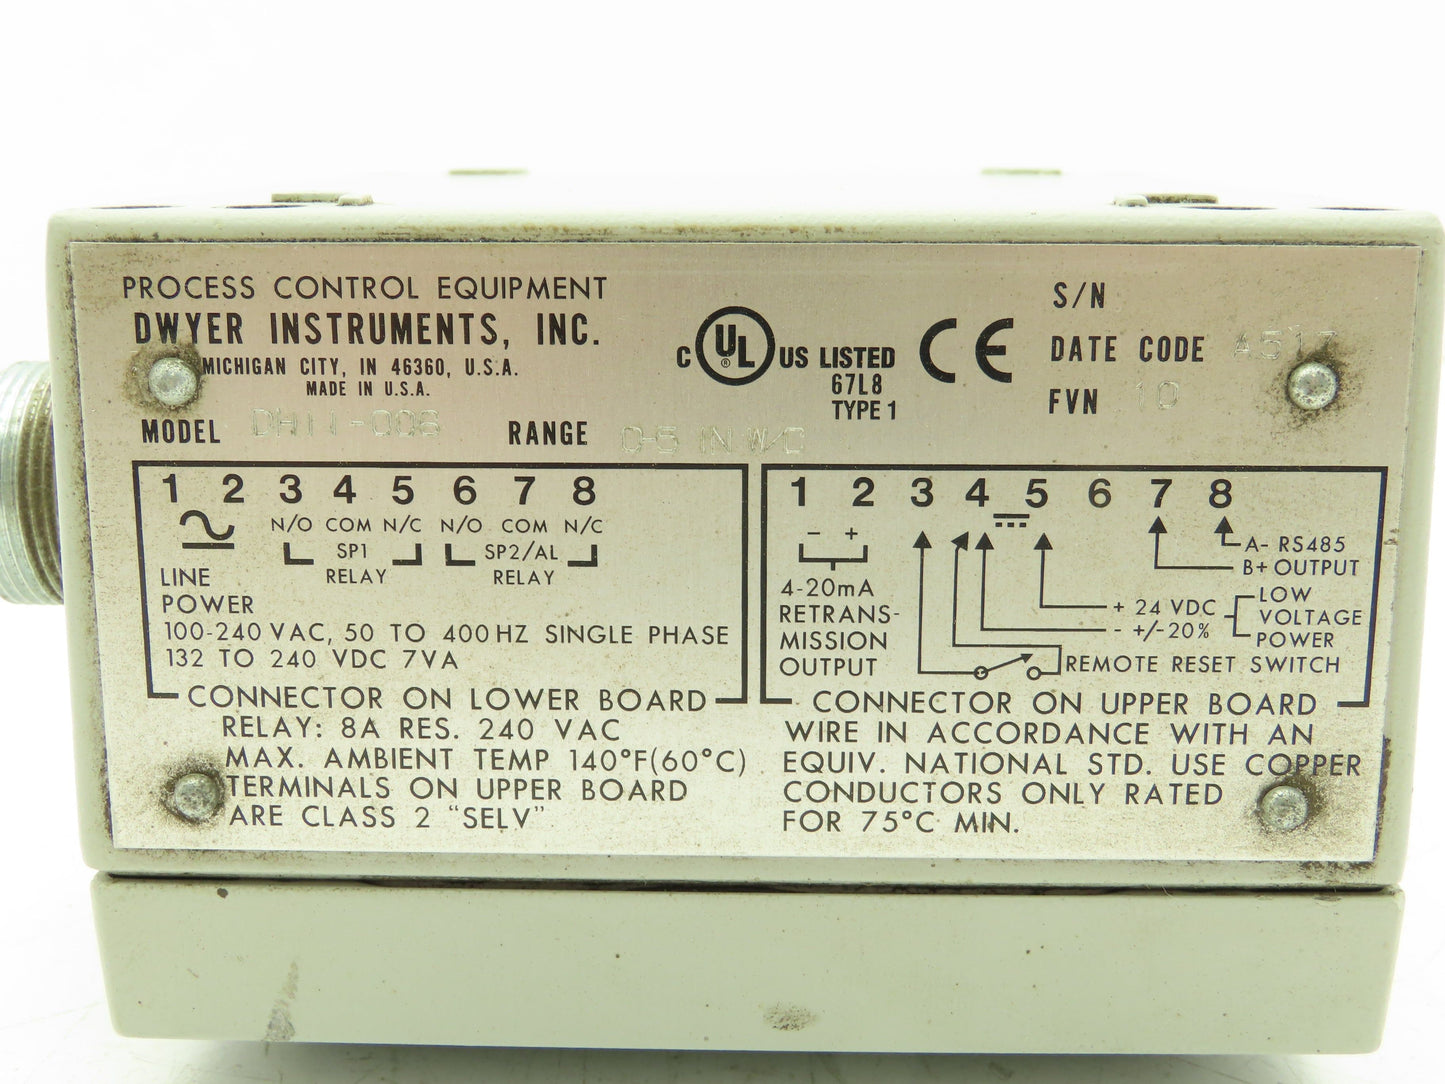 PROCESS CONTROL EQUIPMENT
DWYER INSTRUMENTS, INC.
MICHIGAN CITY, IN 46360, U.S.A.
MADE IN U.S.A.
C UL ® US LISTED
67L8
TYPE 1
CE
S/N
DATE CODE A517
FVN 10
MODEL DH11-006 RANGE 0-5 IN W/C
1 2 3 4 5 6 7 8
N/O COM N/C N/O COM N/C
SP1 SP2/AL
RELAY RELAY
LINE
POWER
100-240 VAC, 50 TO 400 HZ SINGLE PHASE
132 TO 240 VDC 7VA
CONNECTOR ON LOWER BOARD
RELAY: 8A RES. 240 VAC
MAX. AMBIENT TEMP 140°F(60°C)
TERMINALS ON UPPER BOARD
ARE CLASS 2 "SELV"
1 2 3 4 5 6 7 8
- +
4-20mA
RETRANS-
MISSION
OUTPUT
A- RS485
B+ OUTPUT
+ 24 VDC
- +/-20%
LOW
VOLTAGE
POWER
REMOTE RESET SWITCH
CONNECTOR ON UPPER BOARD
WIRE IN ACCORDANCE WITH AN
EQUIV. NATIONAL STD. USE COPPER
CONDUCTORS ONLY RATED
FOR 75°C MIN.